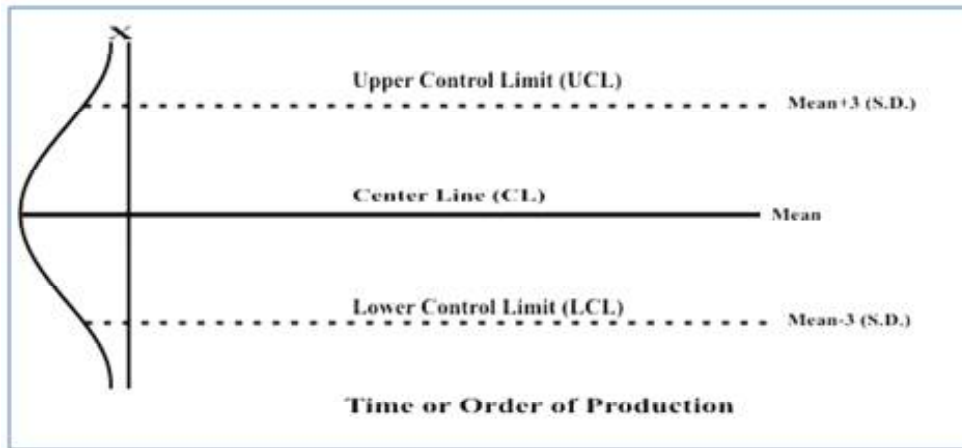 X
Upper Control Limit (UCL)
Mean+3 (S.D.)
Center Line (CL)
Mean
Lower Control Limit (LCL)
Mean-3 (S.D.)
Time or Order of Production